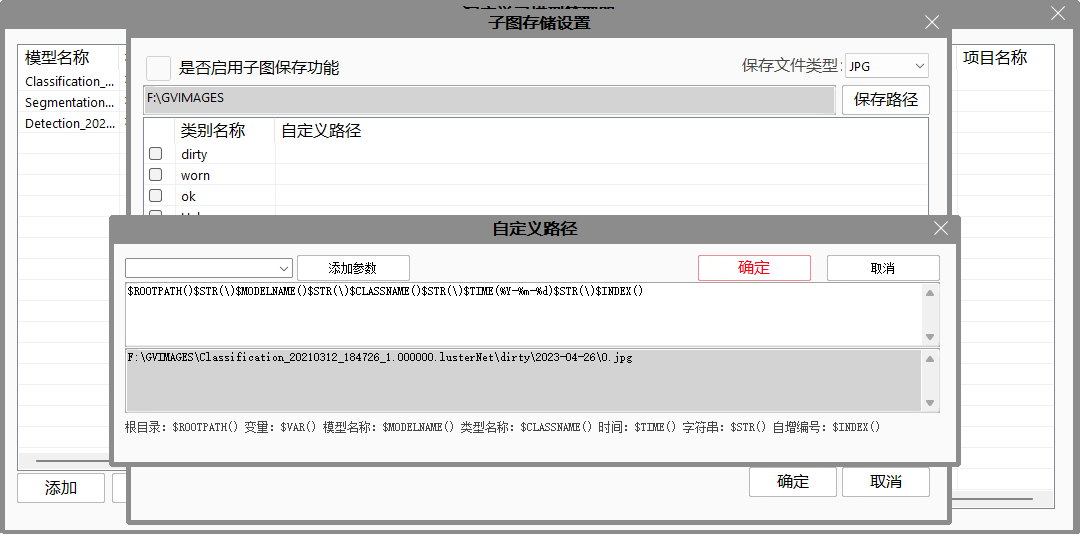 子图存储设置
模型名称
Classification_...
Segmentation...
Detection_202...
项目名称
是否启用子图保存功能
保存文件类型:
JPG
F:\GVIMAGES
保存路径
类别名称
自定义路径
dirty
worn
ok
自定义路径
添加参数
确定
取消
$ROOTPATH()$STR(\)$MODELNAME()$STR(\)$CLASSNAME()$STR(\)$TIME(%Y-%m-%d)$STR(\)$INDEX()
F:\GVIMAGES\Classification_20210312_184726_1.000000.lusterNet\dirty\2023-04-26\0.jpg
根目录: $ROOTPATH() 变量: $VAR() 模型名称: $MODELNAME() 类型名称: $CLASSNAME() 时间: $TIME() 字符串: $STR() 自增编号: $INDEX()
添加
确定
取消